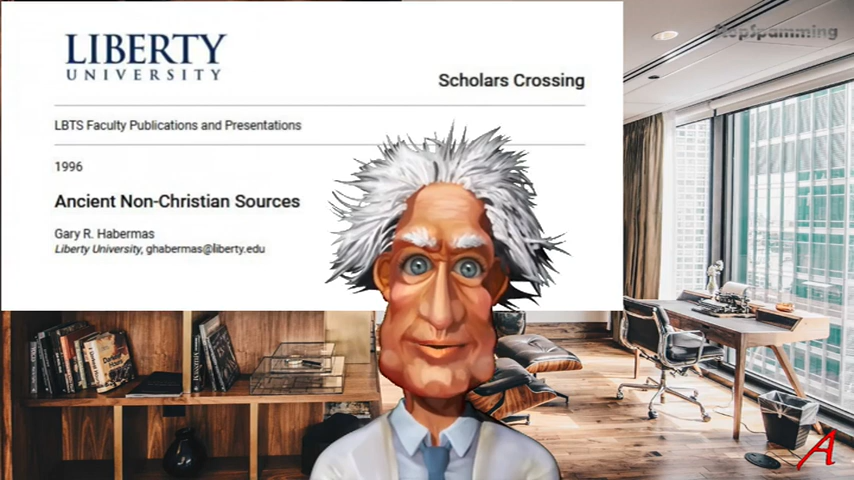 LIBERTY
UNIVERSITY
StopSpamming
Scholars Crossing
LBTS Faculty Publications and Presentations
1996
Ancient Non-Christian Sources
Gary R. Habermas
Liberty University, ghabermas@liberty.edu
A